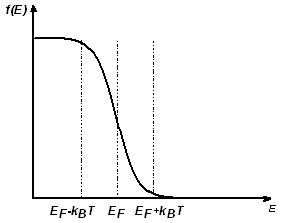 f(E)
E_F-k_BT E_F E_F+k_BT ε